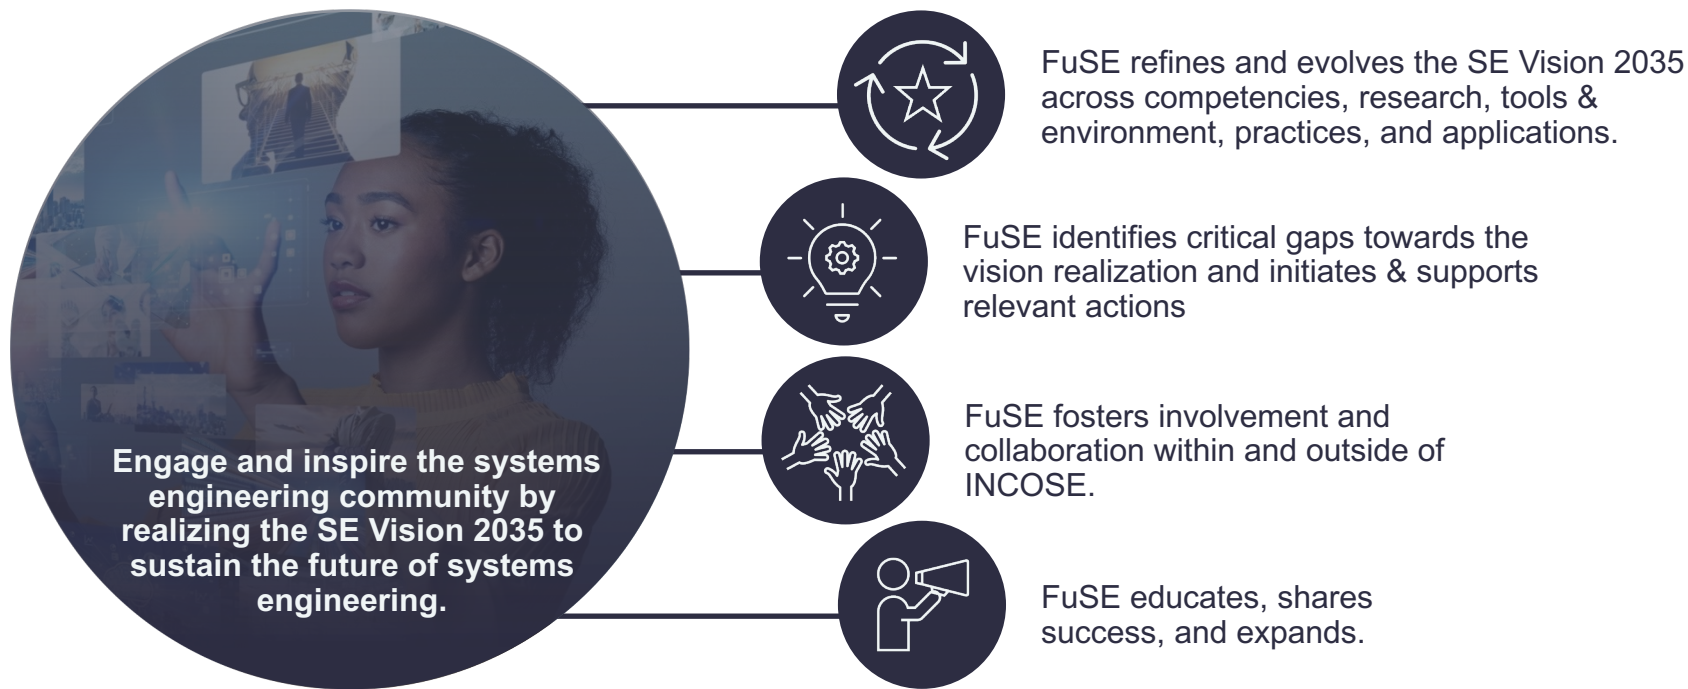 FuSE refines and evolves the SE Vision 2035
across competencies, research, tools &
environment, practices, and applications.
FuSE identifies critical gaps towards the
vision realization and initiates & supports
relevant actions
FuSE fosters involvement and
collaboration within and outside of
INCOSE.
FuSE educates, shares
success, and expands.
Engage and inspire the systems
engineering community by
realizing the SE Vision 2035 to
sustain the future of systems
engineering.